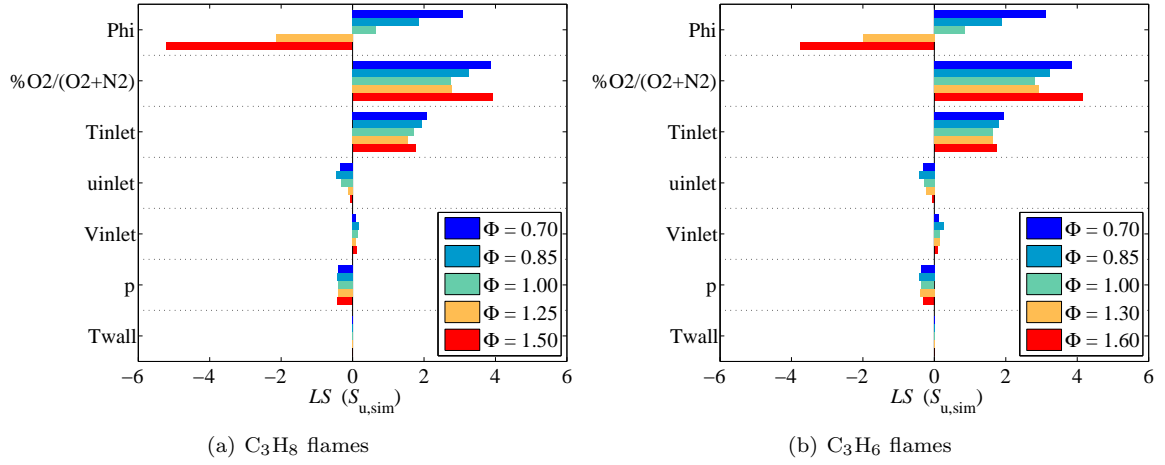 Phi
%O2/(O2+N2)
Tinlet
uinlet
Vinlet
p
Twall
Φ = 0.70
Φ = 0.85
Φ = 1.00
Φ = 1.25
Φ = 1.50
−6 −4 −2 0 2 4 6
LS (S_u,sim)
(a) C₃H₈ flames
Phi
%O2/(O2+N2)
Tinlet
uinlet
Vinlet
p
Twall
Φ = 0.70
Φ = 0.85
Φ = 1.00
Φ = 1.30
Φ = 1.60
−6 −4 −2 0 2 4 6
LS (S_u,sim)
(b) C₃H₆ flames